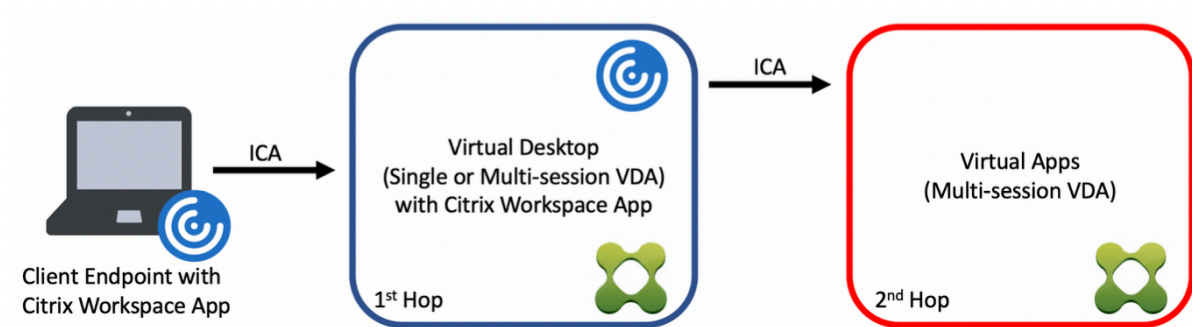 ICA
Client Endpoint with
Citrix Workspace App
Virtual Desktop
(Single or Multi-session VDA)
with Citrix Workspace App
1st Hop
ICA
Virtual Apps
(Multi-session VDA)
2nd Hop